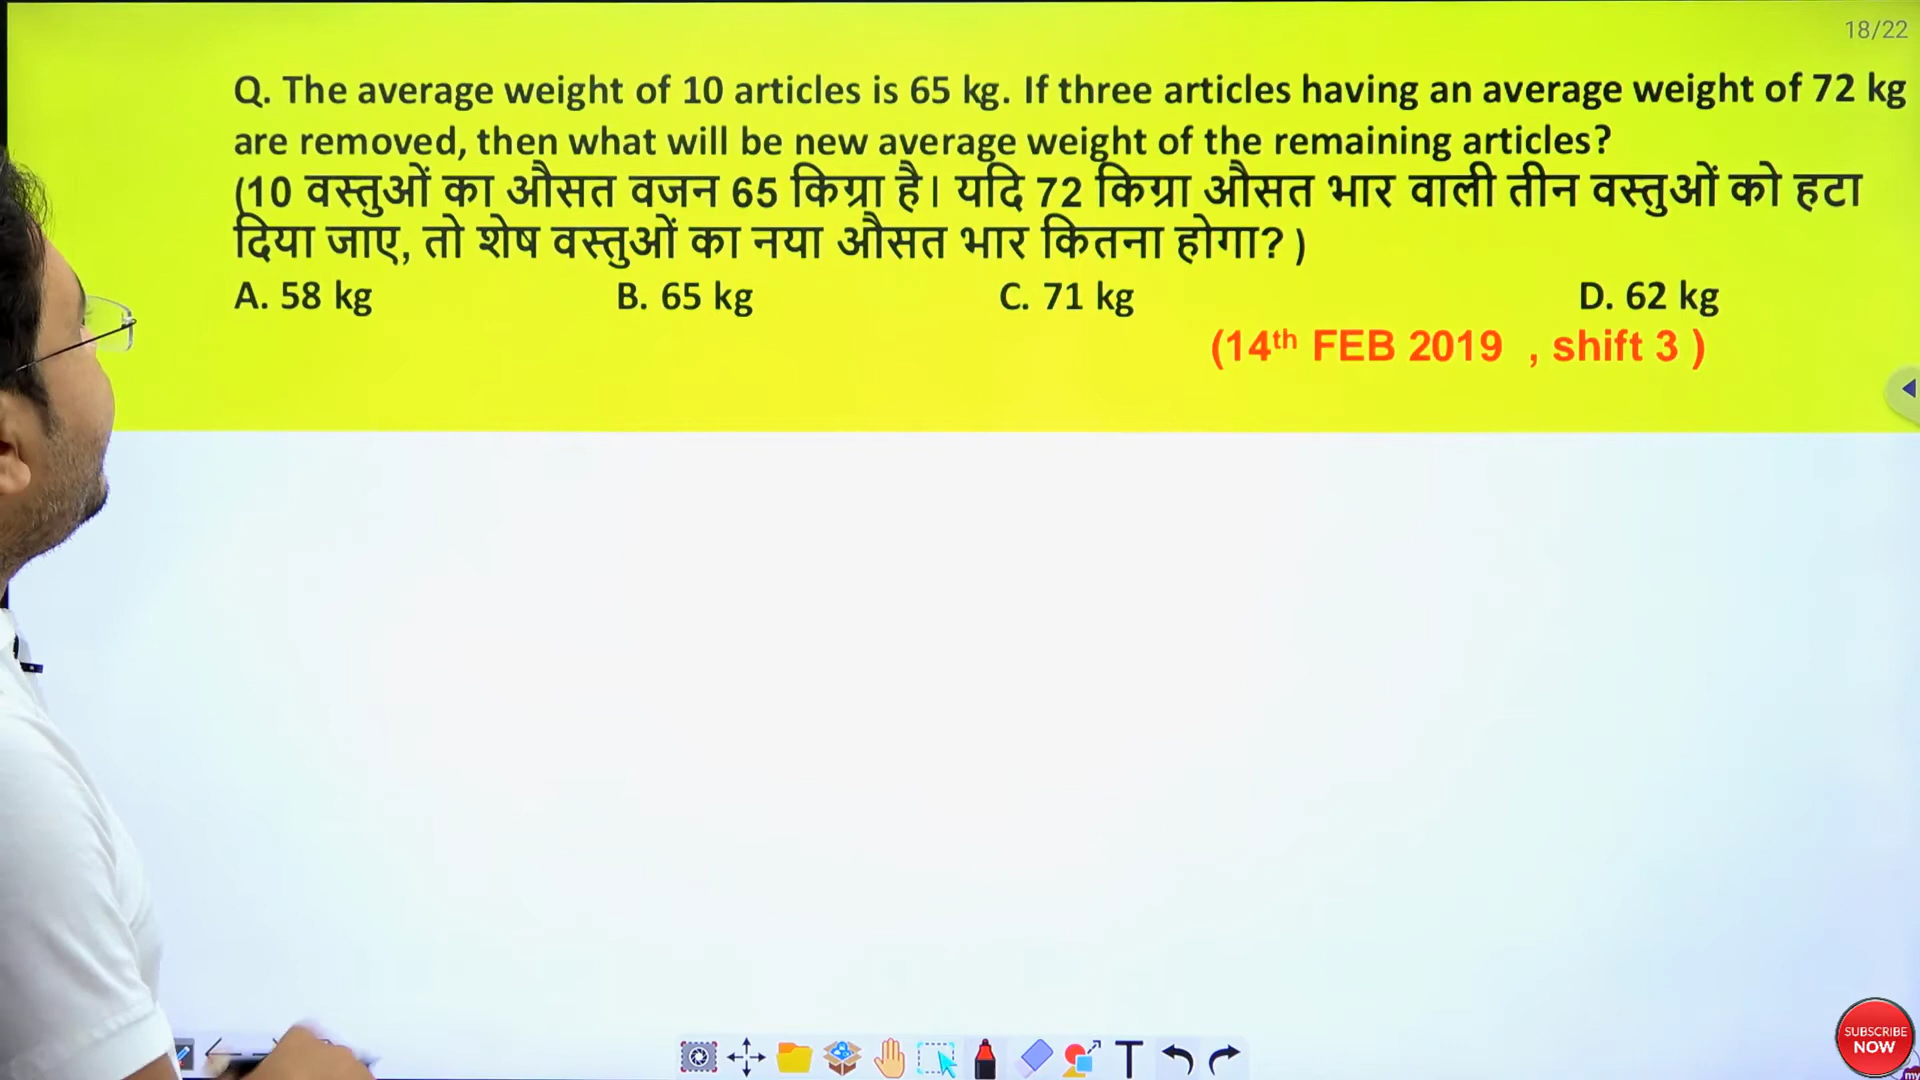 18/22
Q. The average weight of 10 articles is 65 kg. If three articles having an average weight of 72 kg
are removed, then what will be new average weight of the remaining articles?
(10 वस्तुओं का औसत वजन 65 किग्रा है। यदि 72 किग्रा औसत भार वाली तीन वस्तुओं को हटा
दिया जाए, तो शेष वस्तुओं का नया औसत भार कितना होगा? )
A. 58 kg B. 65 kg C. 71 kg D. 62 kg
(14th FEB 2019 , shift 3 )
T
SUBSCRIBE
NOW
my